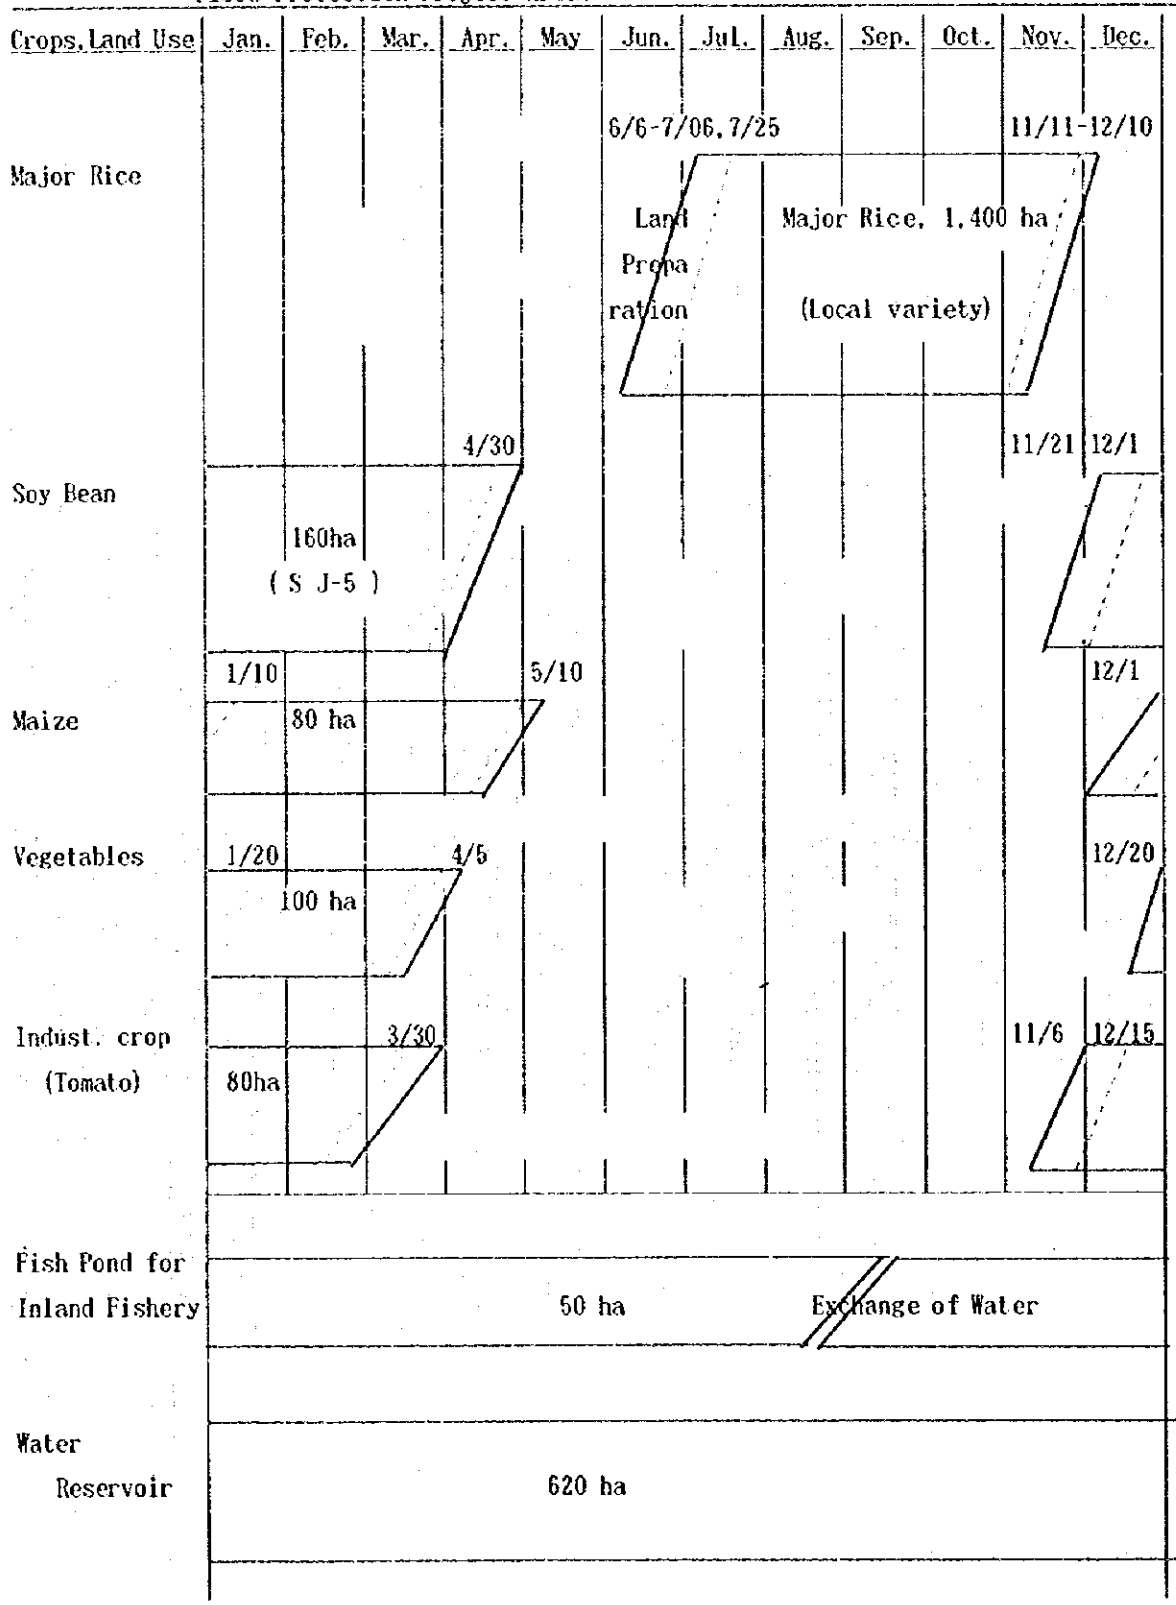 Crops, Land Use Jan. Feb. Mar. Apr. May Jun. Jul. Aug. Sep. Oct. Nov. Dec.
6/6-7/06, 7/25 11/11-12/10
Major Rice
Land Major Rice, 1,400 ha
Propa
ration (Local variety)
4/30 11/21 12/1
Soy Bean
160ha
( S J-5 )
1/10 5/10 12/1
Maize 80 ha
Vegetables 1/20 4/5 12/20
100 ha
Indust. crop 3/30 11/6 12/15
(Tomato) 80ha
Fish Pond for
Inland Fishery 50 ha Exchange of Water
Water
Reservoir 620 ha